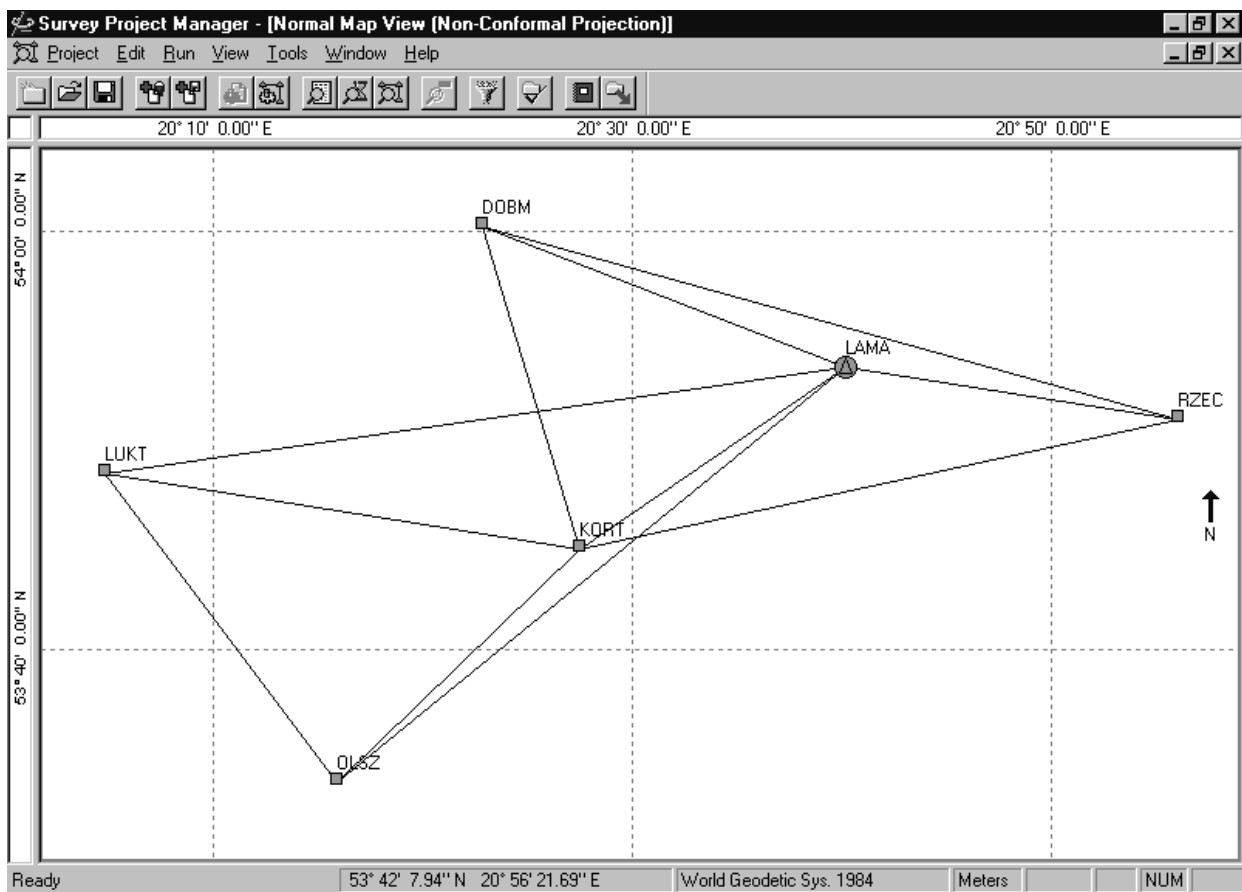 Survey Project Manager - [Normal Map View (Non-Conformal Projection)]
Project Edit Run View Tools Window Help
20° 10' 0.00" E 20° 30' 0.00" E 20° 50' 0.00" E
54° 00' 0.00" N
DOBM
LAMA
RZEC
LUKT
KORT
N
53° 40' 0.00" N
OLSZ
Ready 53° 42' 7.94" N 20° 56' 21.69" E World Geodetic Sys. 1984 Meters NUM